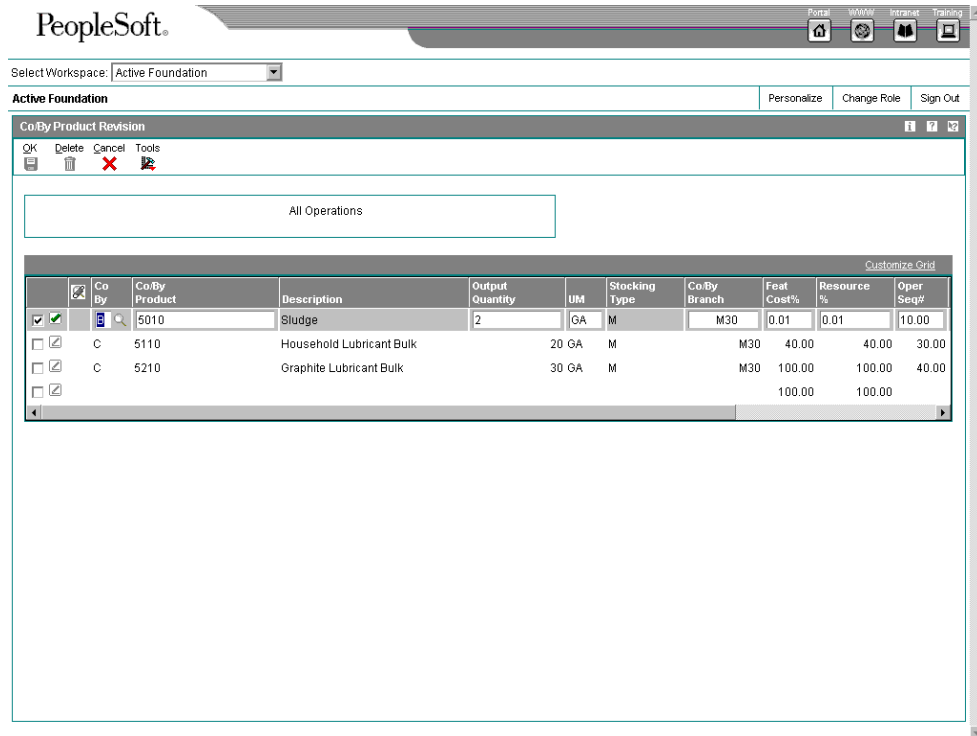 PeopleSoft.
Portal WWW Intranet Training
Select Workspace: Active Foundation
Active Foundation
Personalize Change Role Sign Out
Co/By Product Revision
OK Delete Cancel Tools
All Operations
Customize Grid
Co By Co/By Product Description Output Quantity UM Stocking Type Co/By Branch Feat Cost% Resource % Oper Seq#
B 5010 Sludge 2 GA M M30 0.01 0.01 10.00
C 5110 Household Lubricant Bulk 20 GA M M30 40.00 40.00 30.00
C 5210 Graphite Lubricant Bulk 30 GA M M30 100.00 100.00 40.00
100.00 100.00